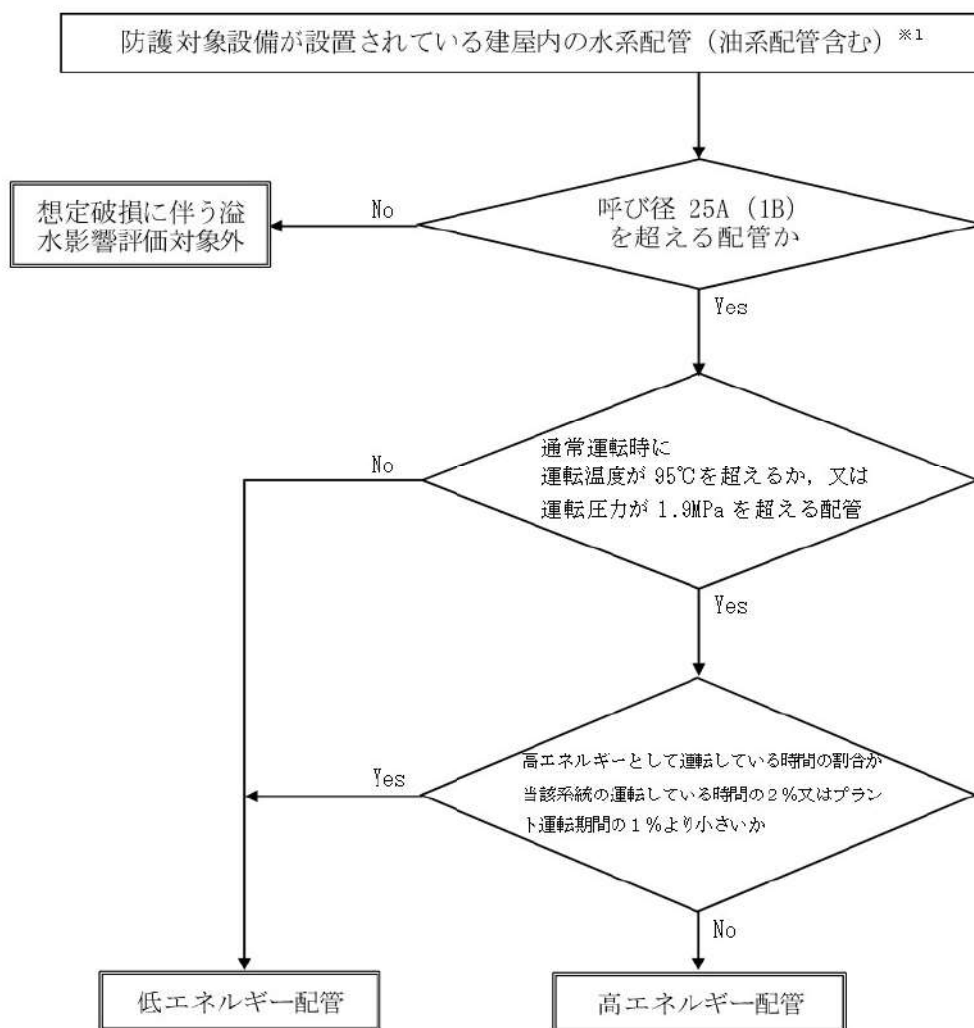 防護対象設備が設置されている建屋内の水系配管（油系配管含む）※1
呼び径 25A（1B）
を超える配管か
No
想定破損に伴う溢
水影響評価対象外
Yes
通常運転時に
運転温度が 95℃を超えるか，又は
運転圧力が 1.9MPa を超える配管
No
Yes
高エネルギーとして運転している時間の割合か
当該系統の運転している時間の２％又はプラン
ト運転期間の１％より小さいか
Yes
No
低エネルギー配管
高エネルギー配管